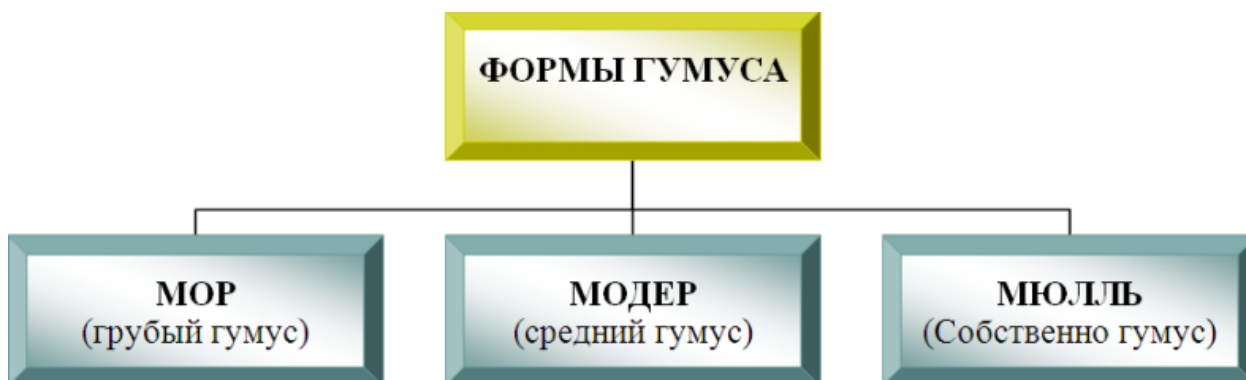 ФОРМЫ ГУМУСА
МОР
(грубый гумус)
МОДЕР
(средний гумус)
МЮЛЛЬ
(Собственно гумус)